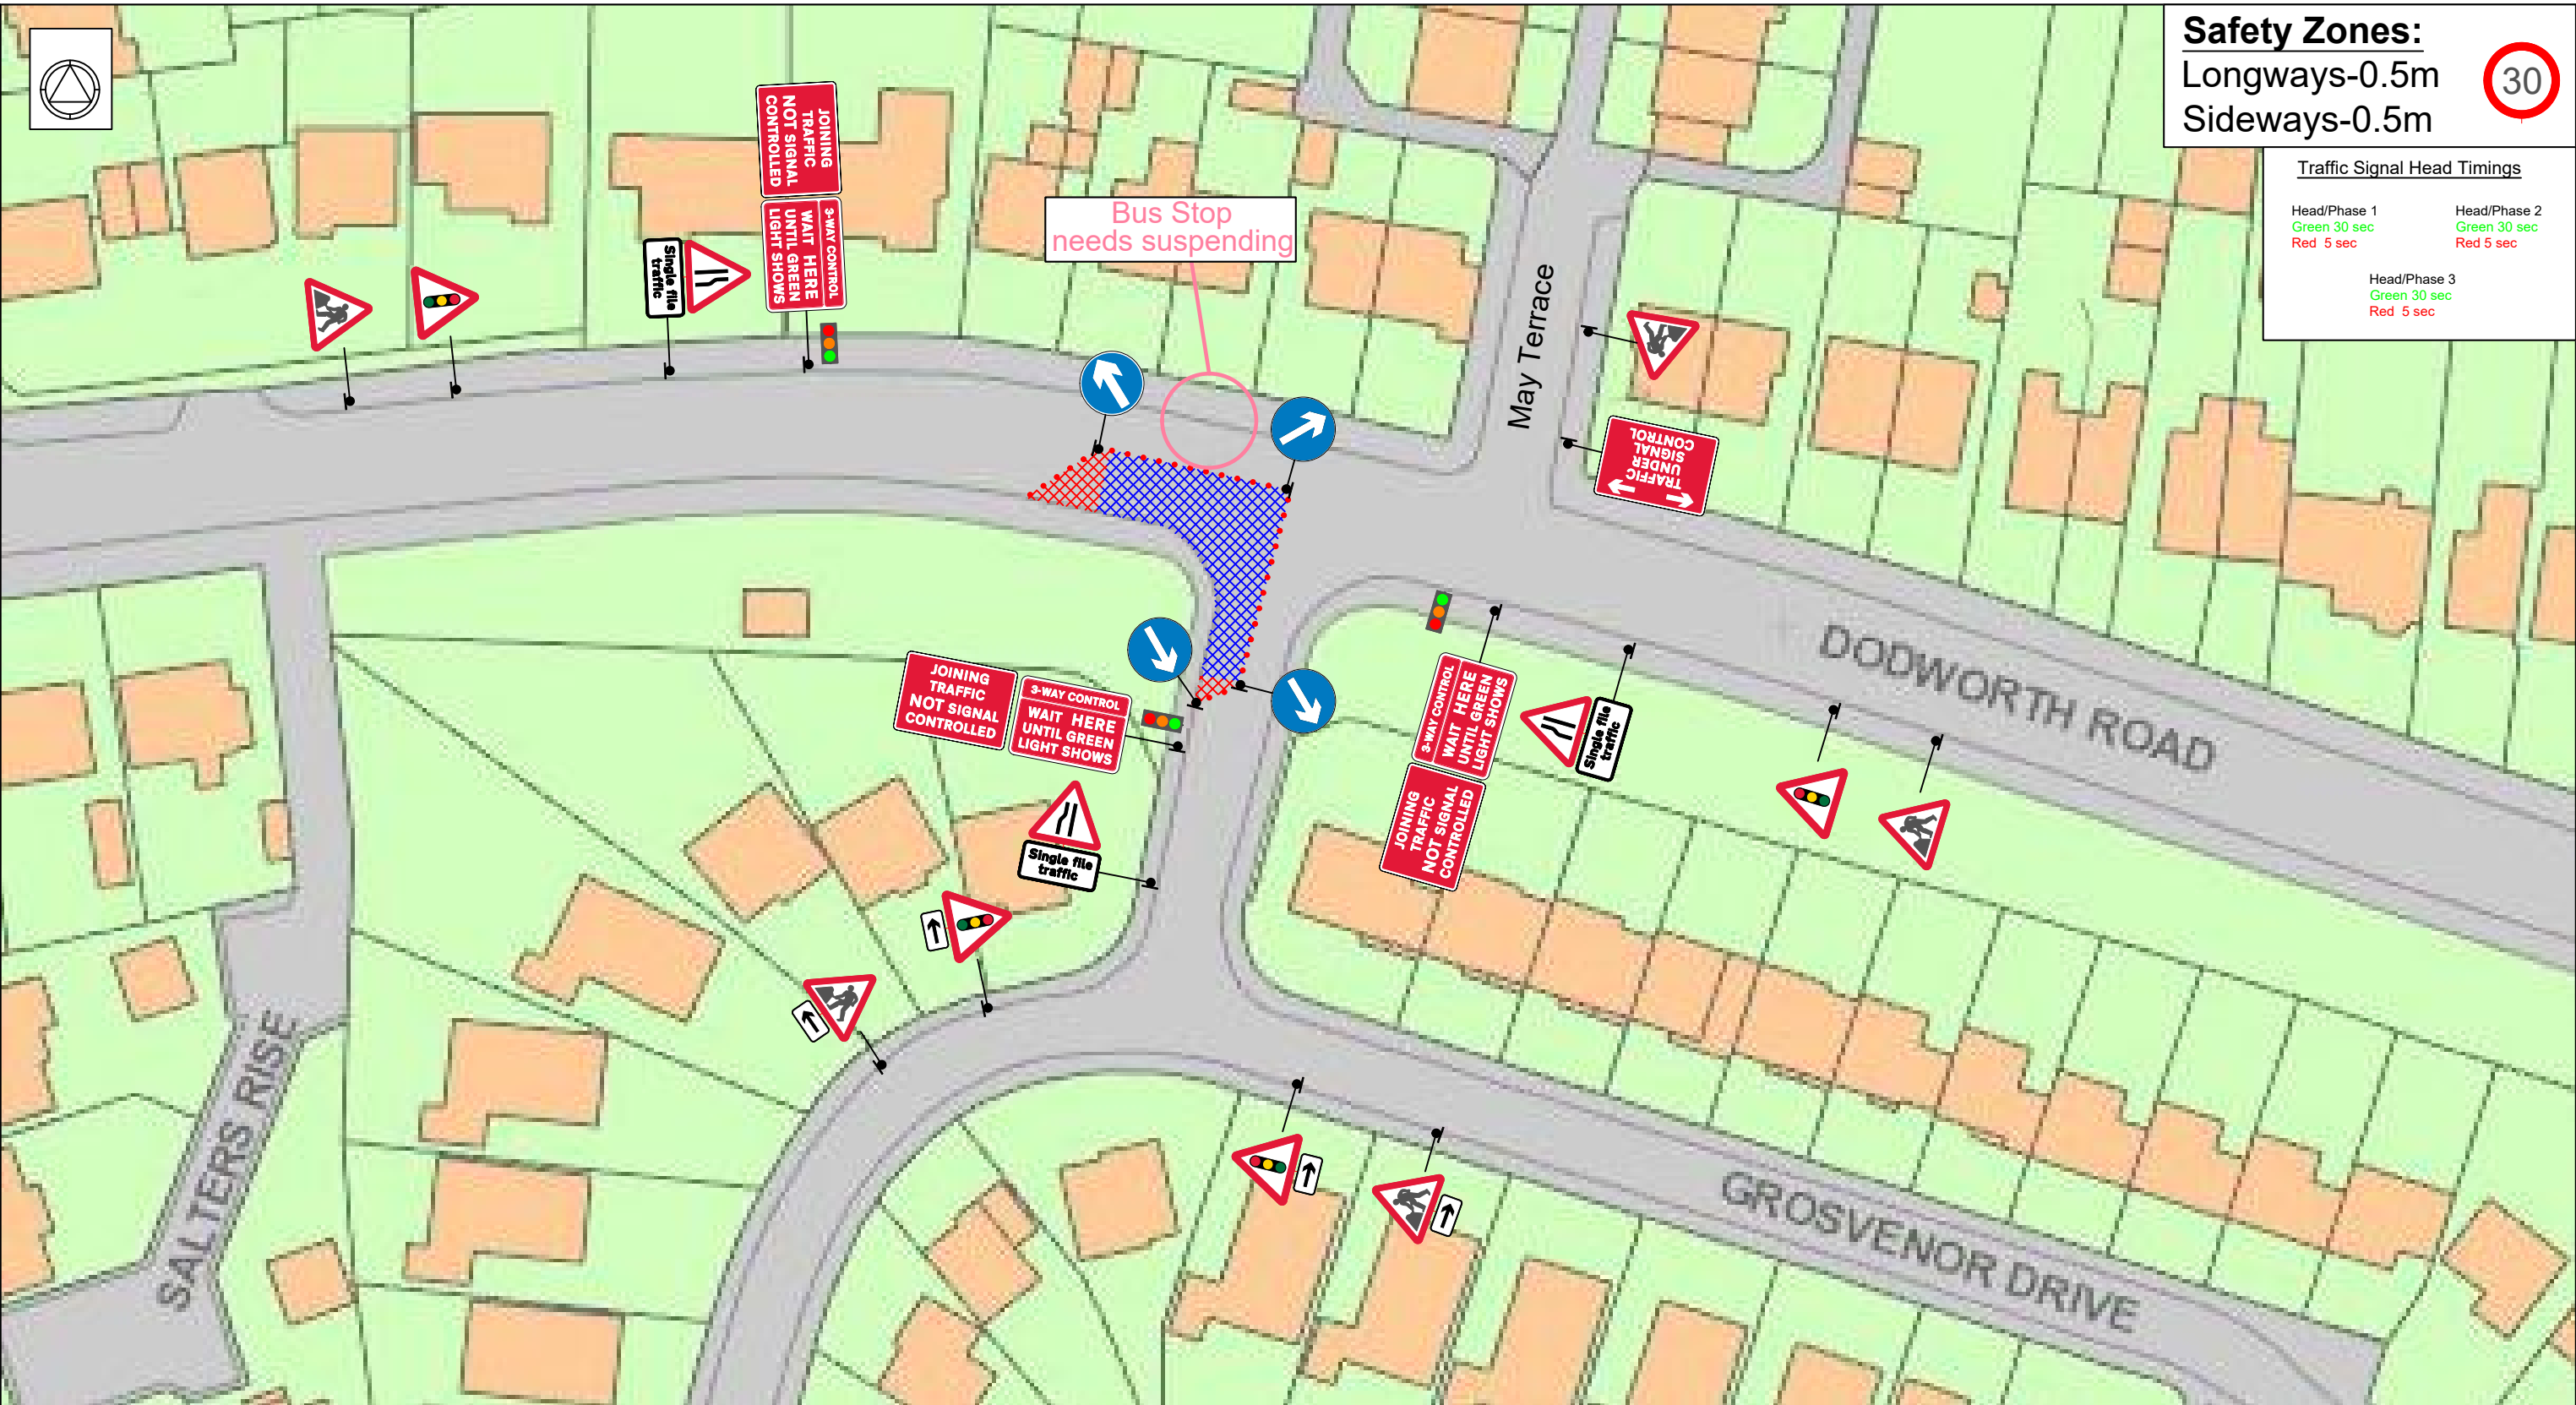 Safety Zones:
Longways-0.5m
Sideways-0.5m
30
Traffic Signal Head Timings
Head/Phase 1
Green 30 sec
Red 5 sec
Head/Phase 2
Green 30 sec
Red 5 sec
Head/Phase 3
Green 30 sec
Red 5 sec
JOINING
TRAFFIC
NOT SIGNAL
CONTROLLED
3-WAY CONTROL
WAIT HERE
UNTIL GREEN
LIGHT SHOWS
Single file
traffic
Bus Stop
needs suspending
May Terrace
TRAFFIC
UNDER
SIGNAL
CONTROL
DODWORTH ROAD
JOINING
TRAFFIC
NOT SIGNAL
CONTROLLED
3-WAY CONTROL
WAIT HERE
UNTIL GREEN
LIGHT SHOWS
Single file
traffic
3-WAY CONTROL
WAIT HERE
UNTIL GREEN
LIGHT SHOWS
JOINING
TRAFFIC
NOT SIGNAL
CONTROLLED
Single file
traffic
SALTERS RISE
GROSVENOR DRIVE